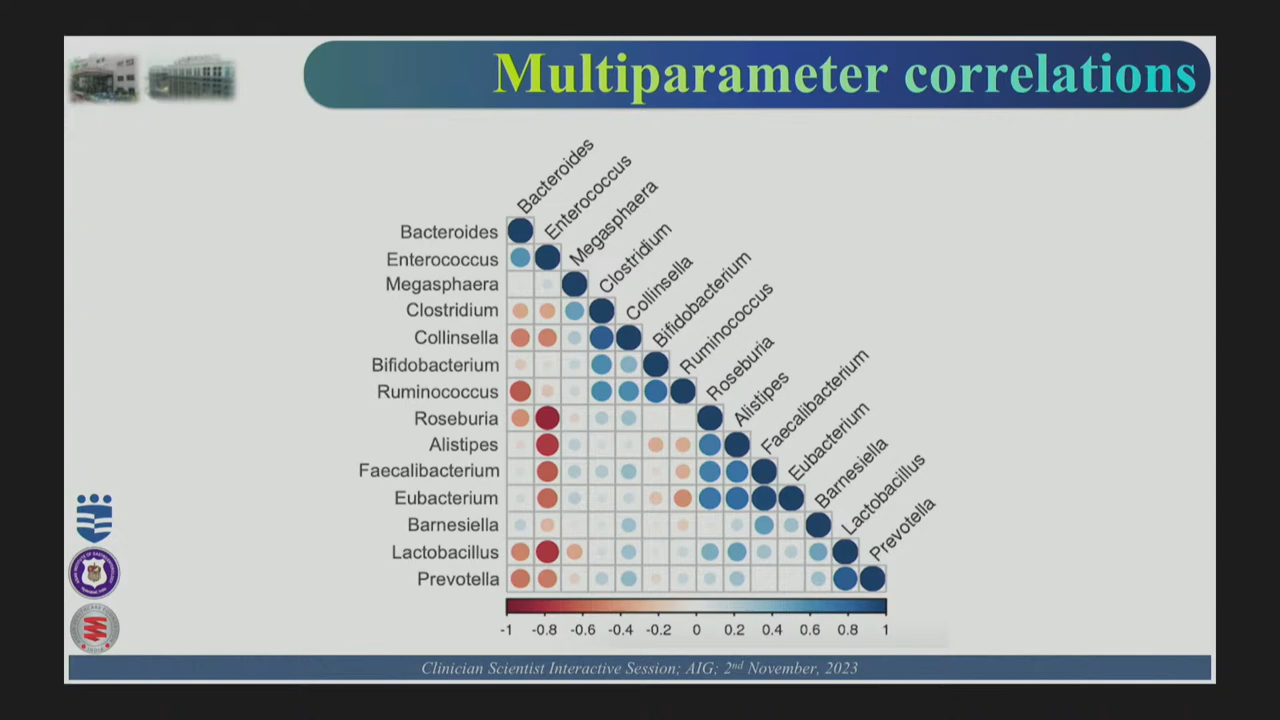 Multiparameter correlations
Bacteroides
Enterococcus
Megasphaera
Clostridium
Collinsella
Bifidobacterium
Ruminococcus
Roseburia
Alistipes
Faecalibacterium
Eubacterium
Barnesiella
Lactobacillus
Prevotella
Bacteroides
Enterococcus
Megasphaera
Clostridium
Collinsella
Bifidobacterium
Ruminococcus
Roseburia
Alistipes
Faecalibacterium
Eubacterium
Barnesiella
Lactobacillus
Prevotella
-1 -0.8 -0.6 -0.4 -0.2 0 0.2 0.4 0.6 0.8 1
Clinician Scientist Interactive Session; AIG; 2nd November, 2023